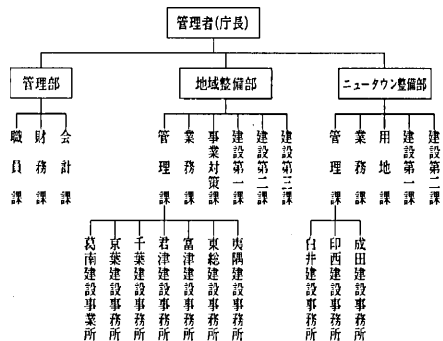 管理者(庁長)
管理部
地域整備部
ニュータウン整備部
職員課
財務課
会計課
管理課
業務課
事業対策課
建設第一課
建設第二課
建設第三課
管理課
業務課
用地課
建設第一課
建設第二課
葛南建設事業所
京葉建設事務所
千葉建設事務所
君津建設事務所
富津建設事務所
東総建設事務所
夷隅建設事務所
白井建設事務所
印西建設事務所
成田建設事務所